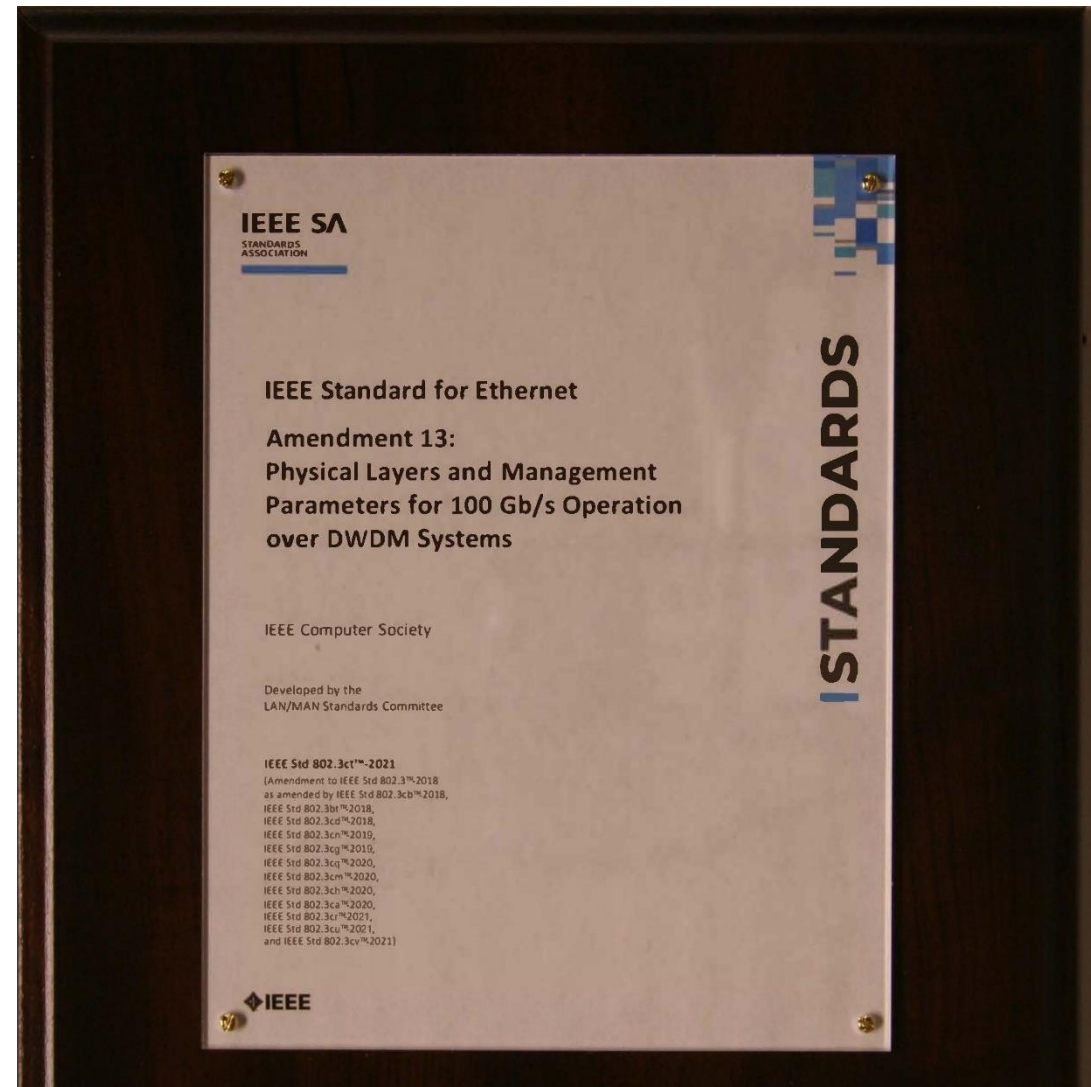 IEEE SA
STANDARDS
ASSOCIATION
STANDARDS
IEEE Standard for Ethernet
Amendment 13:
Physical Layers and Management
Parameters for 100 Gb/s Operation
over DWDM Systems
IEEE Computer Society
Developed by the
LAN/MAN Standards Committee
IEEE Std 802.3ct™-2021
(Amendment to IEEE Std 802.3™-2018
as amended by IEEE Std 802.3cb™-2018,
IEEE Std 802.3bt™-2018,
IEEE Std 802.3cd™-2018,
IEEE Std 802.3cn™-2019,
IEEE Std 802.3cg™-2019,
IEEE Std 802.3cq™-2020,
IEEE Std 802.3cm™-2020,
IEEE Std 802.3ch™-2020,
IEEE Std 802.3ca™-2020,
IEEE Std 802.3cr™-2021,
IEEE Std 802.3cu™-2021,
and IEEE Std 802.3cv™-2021)
IEEE